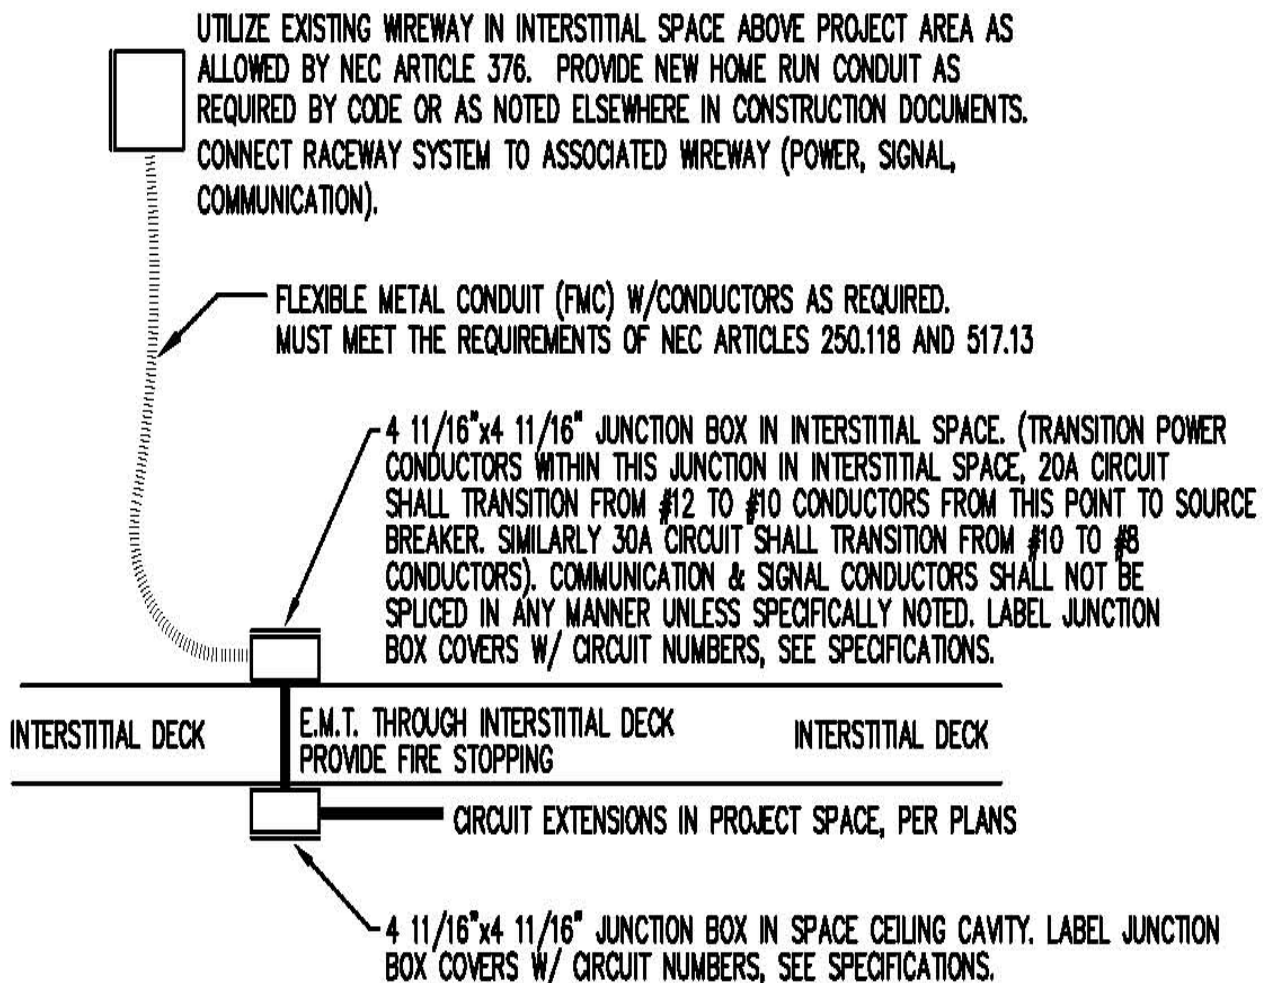 UTILIZE EXISTING WIREWAY IN INTERSTITIAL SPACE ABOVE PROJECT AREA AS
ALLOWED BY NEC ARTICLE 376. PROVIDE NEW HOME RUN CONDUIT AS
REQUIRED BY CODE OR AS NOTED ELSEWHERE IN CONSTRUCTION DOCUMENTS.
CONNECT RACEWAY SYSTEM TO ASSOCIATED WIREWAY (POWER, SIGNAL,
COMMUNICATION).
FLEXIBLE METAL CONDUIT (FMC) W/CONDUCTORS AS REQUIRED.
MUST MEET THE REQUIREMENTS OF NEC ARTICLES 250.118 AND 517.13
4 11/16"x4 11/16" JUNCTION BOX IN INTERSTITIAL SPACE. (TRANSITION POWER
CONDUCTORS WITHIN THIS JUNCTION IN INTERSTITIAL SPACE, 20A CIRCUIT
SHALL TRANSITION FROM #12 TO #10 CONDUCTORS FROM THIS POINT TO SOURCE
BREAKER. SIMILARLY 30A CIRCUIT SHALL TRANSITION FROM #10 TO #8
CONDUCTORS). COMMUNICATION & SIGNAL CONDUCTORS SHALL NOT BE
SPLICED IN ANY MANNER UNLESS SPECIFICALLY NOTED. LABEL JUNCTION
BOX COVERS W/ CIRCUIT NUMBERS, SEE SPECIFICATIONS.
INTERSTITIAL DECK
E.M.T. THROUGH INTERSTITIAL DECK
PROVIDE FIRE STOPPING
INTERSTITIAL DECK
CIRCUIT EXTENSIONS IN PROJECT SPACE, PER PLANS
4 11/16"x4 11/16" JUNCTION BOX IN SPACE CEILING CAVITY. LABEL JUNCTION
BOX COVERS W/ CIRCUIT NUMBERS, SEE SPECIFICATIONS.